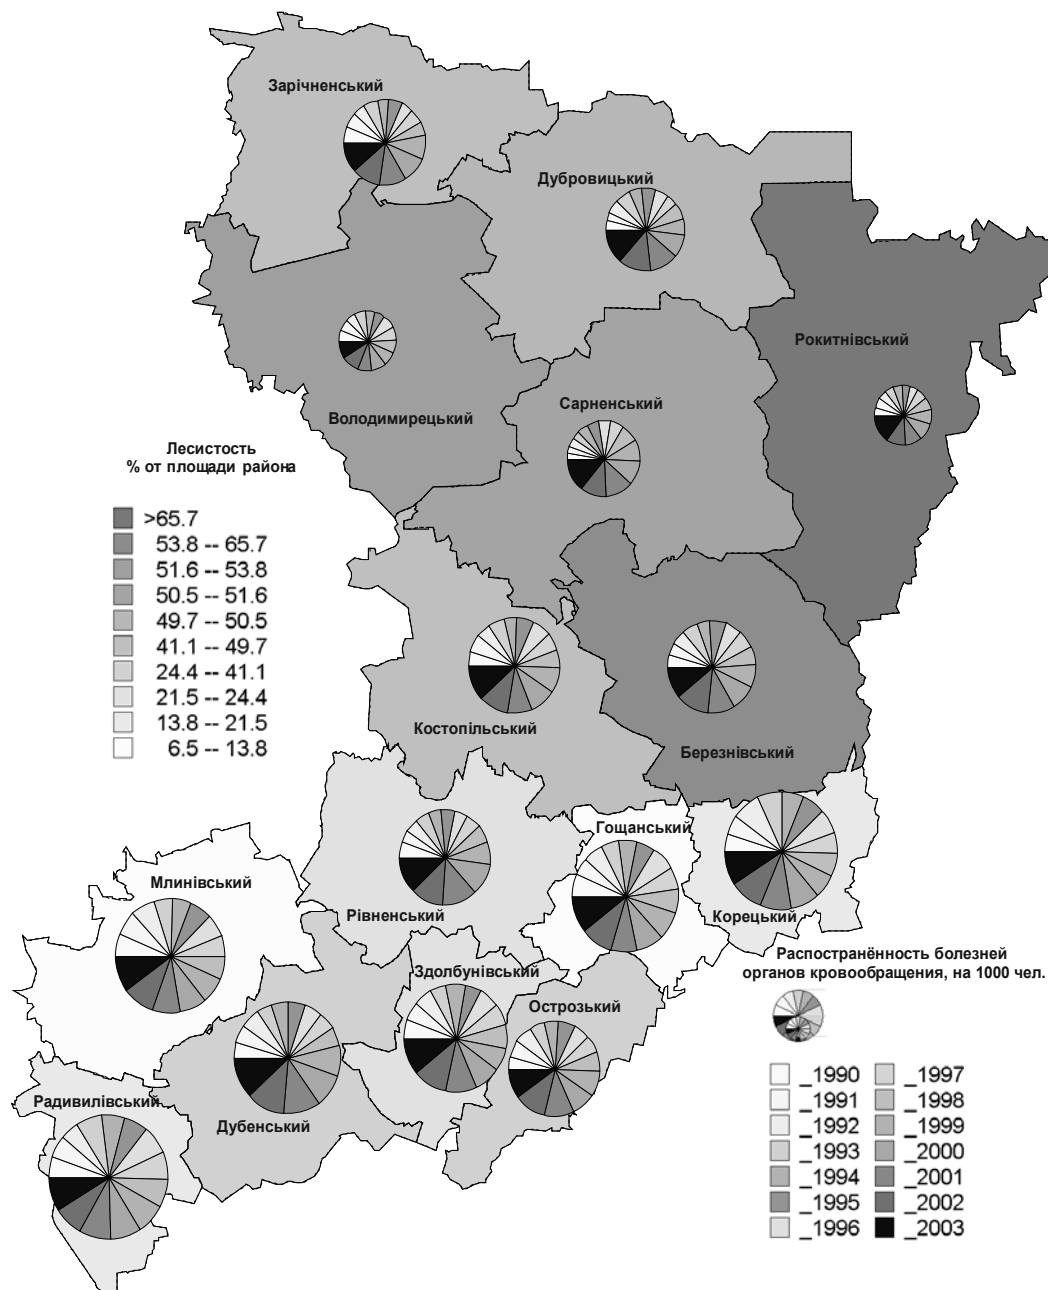 Зарічненський
Дубровицький
Рокитнівський
Сарненський
Володимирецький
Лесистость
% от площади района
>65.7
53.8 -- 65.7
51.6 -- 53.8
50.5 -- 51.6
49.7 -- 50.5
41.1 -- 49.7
24.4 -- 41.1
21.5 -- 24.4
13.8 -- 21.5
6.5 -- 13.8
Костопільський
Березнівський
Гощанський
Млинівський
Рівненський
Корецький
Здолбунівський
Острозький
Распостранённость болезней
органов кровообращения, на 1000 чел.
Радивилівський
Дубенський
_1990
_1991
_1992
_1993
_1994
_1995
_1996
_1997
_1998
_1999
_2000
_2001
_2002
_2003